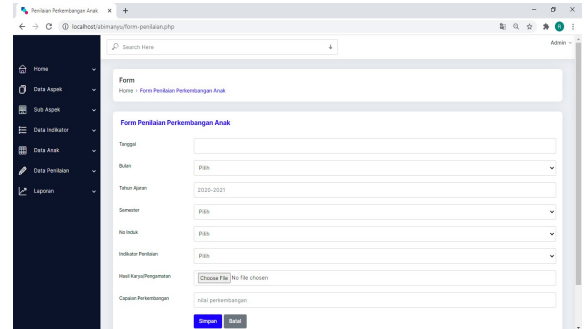 Penilaian Perkembangan Anak
localhost/abimanyu/form-penilaian.php
Search Here
Admin
Home
Data Aspek
Sub Aspek
Data Indikator
Data Anak
Data Penilaian
Laporan
Form
Home > Form Penilaian Perkembangan Anak
Form Penilaian Perkembangan Anak
Tanggal
Bulan
Pilih
Tahun Ajaran
2020-2021
Semester
Pilih
No Induk
Pilih
Indikator Penilaian
Pilih
Hasil Karya/Pengamatan
Choose File No file chosen
Capaian Perkembangan
nilai perkembangan
Simpan Batal